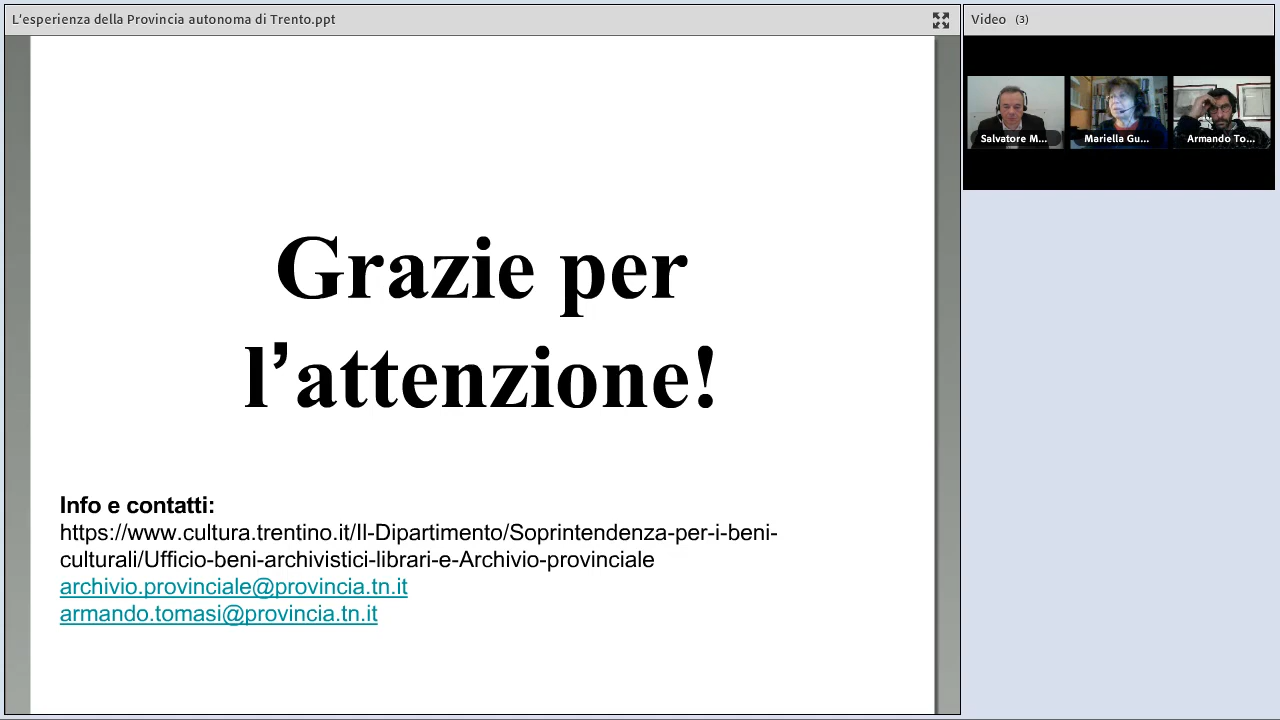 L'esperienza della Provincia autonoma di Trento.ppt
Video (3)
Salvatore M...
Mariella Gu...
Armando To...
Grazie per
l’attenzione!
Info e contatti:
https://www.cultura.trentino.it/Il-Dipartimento/Soprintendenza-per-i-beni-
culturali/Ufficio-beni-archivistici-librari-e-Archivio-provinciale
archivio.provinciale@provincia.tn.it
armando.tomasi@provincia.tn.it